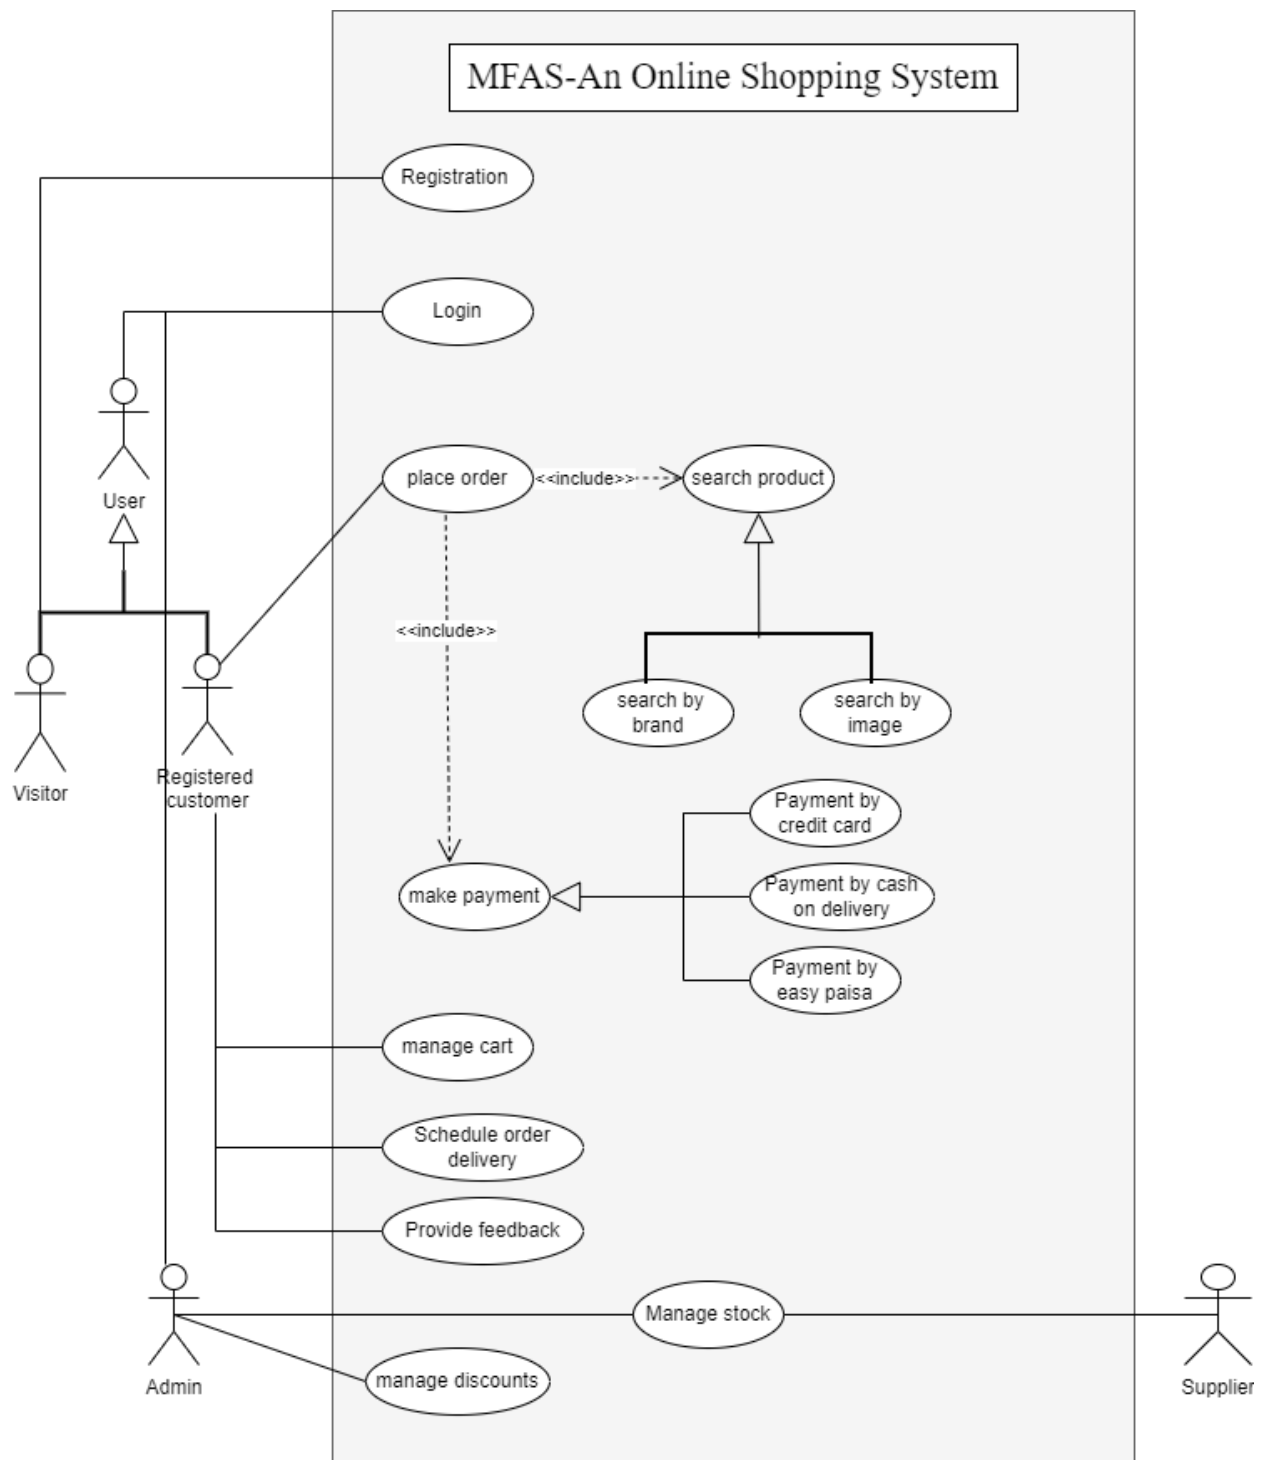 MFAS-An Online Shopping System
Registration
Login
User
place order
<<include>>
search product
<<include>>
search by
brand
search by
image
Visitor
Registered
customer
Payment by
credit card
make payment
Payment by cash
on delivery
Payment by
easy paisa
manage cart
Schedule order
delivery
Provide feedback
Manage stock
Admin
manage discounts
Supplier